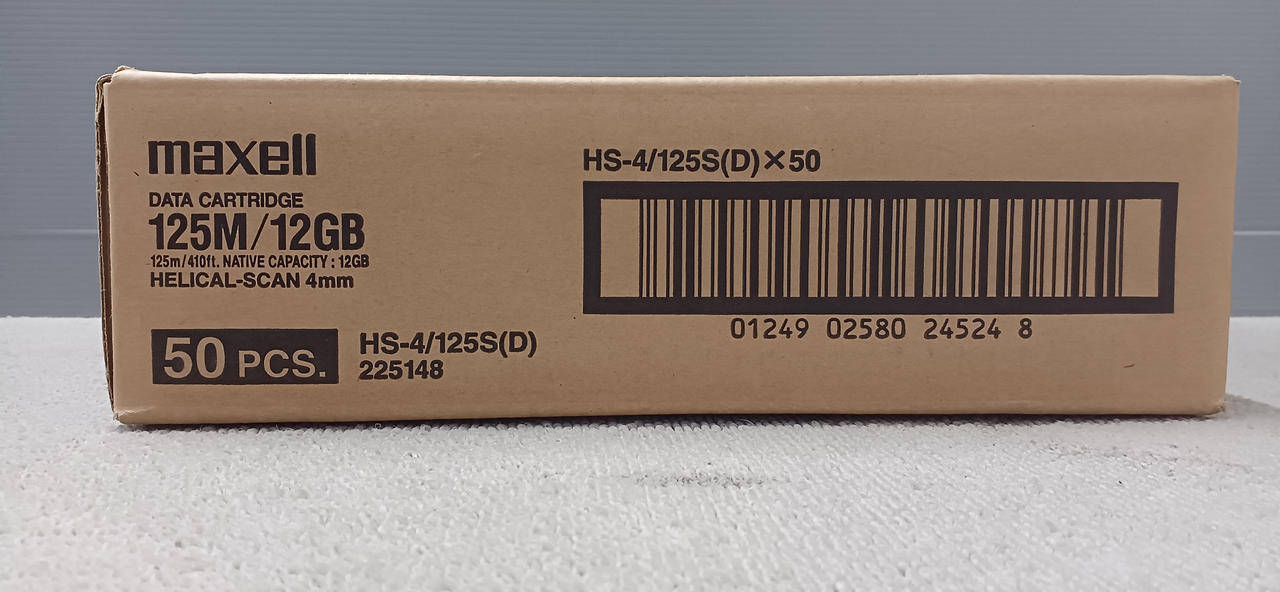 maxell
DATA CARTRIDGE
125M/12GB
125m/410ft. NATIVE CAPACITY : 12GB
HELICAL-SCAN 4mm
50 PCS.
HS-4/125S(D)
225148
HS-4/125S(D)×50
01249 02580 24524 8